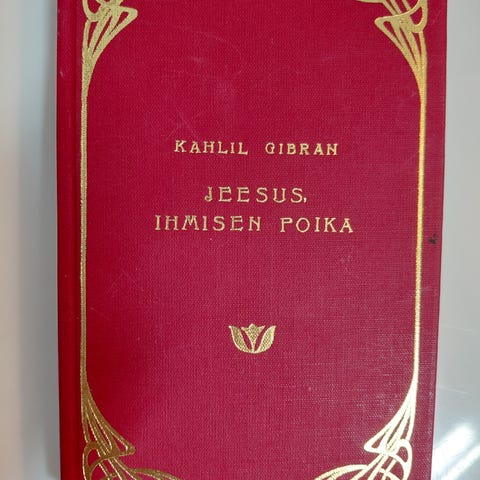 KAHLIL GIBRAN
JEESUS,
IHMISEN POIKA